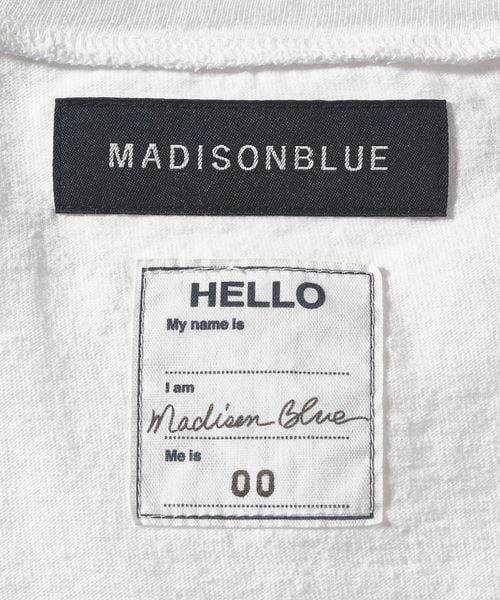 MADISONBLUE
HELLO
My name is
I am
Madison Blue
Me is
00